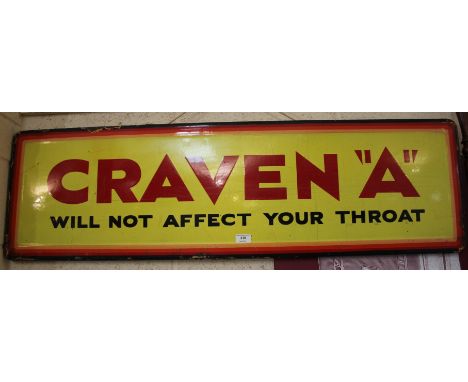 CRAVEN "A"
WILL NOT AFFECT YOUR THROAT